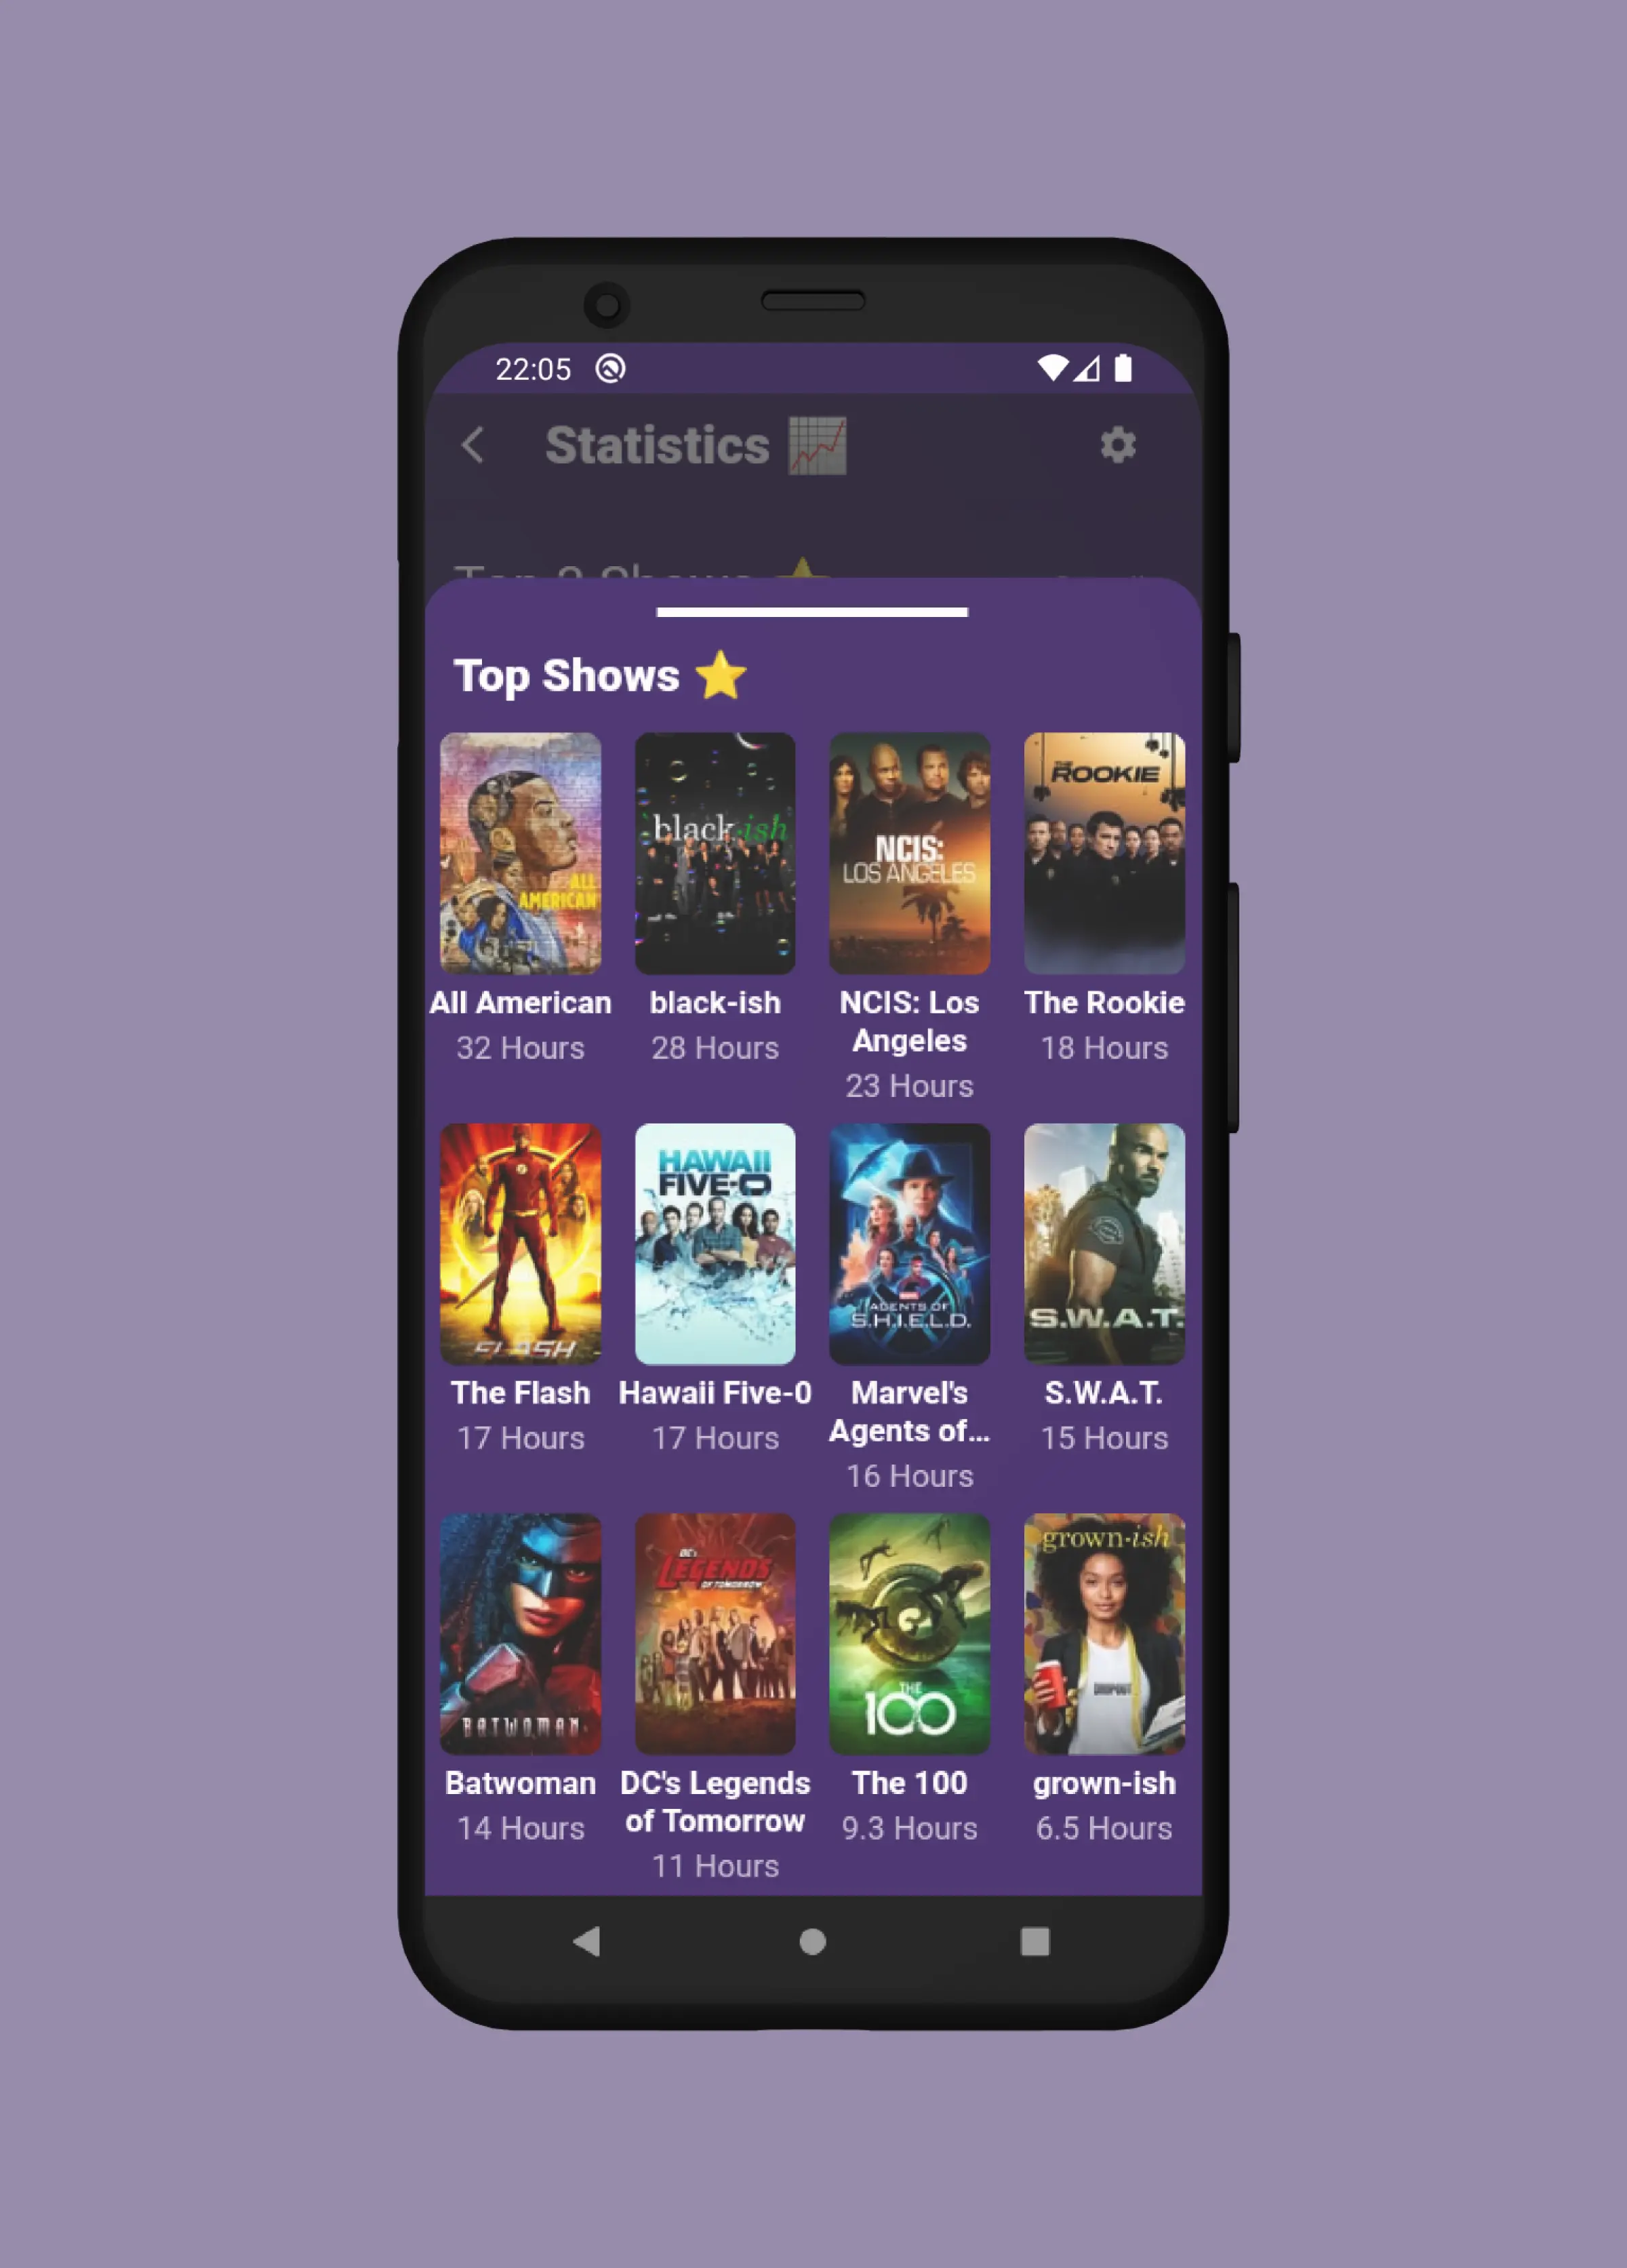 22:05
Statistics
Top Shows
ALL
AMERICAN
black-ish
NCIS:
LOS ANGELES
THE
ROOKIE
All American
black-ish
NCIS: Los
Angeles
The Rookie
32 Hours
28 Hours
23 Hours
18 Hours
FLASH
HAWAII
FIVE-O
MARVEL
AGENTS OF
S.H.I.E.L.D.
S.W.A.T.
The Flash
Hawaii Five-0
Marvel's
Agents of...
S.W.A.T.
17 Hours
17 Hours
16 Hours
15 Hours
BATWOMAN
DC's
LEGENDS
OF TOMORROW
THE
100
grown-ish
DROPOUT
Batwoman
DC's Legends
of Tomorrow
The 100
grown-ish
14 Hours
11 Hours
9.3 Hours
6.5 Hours